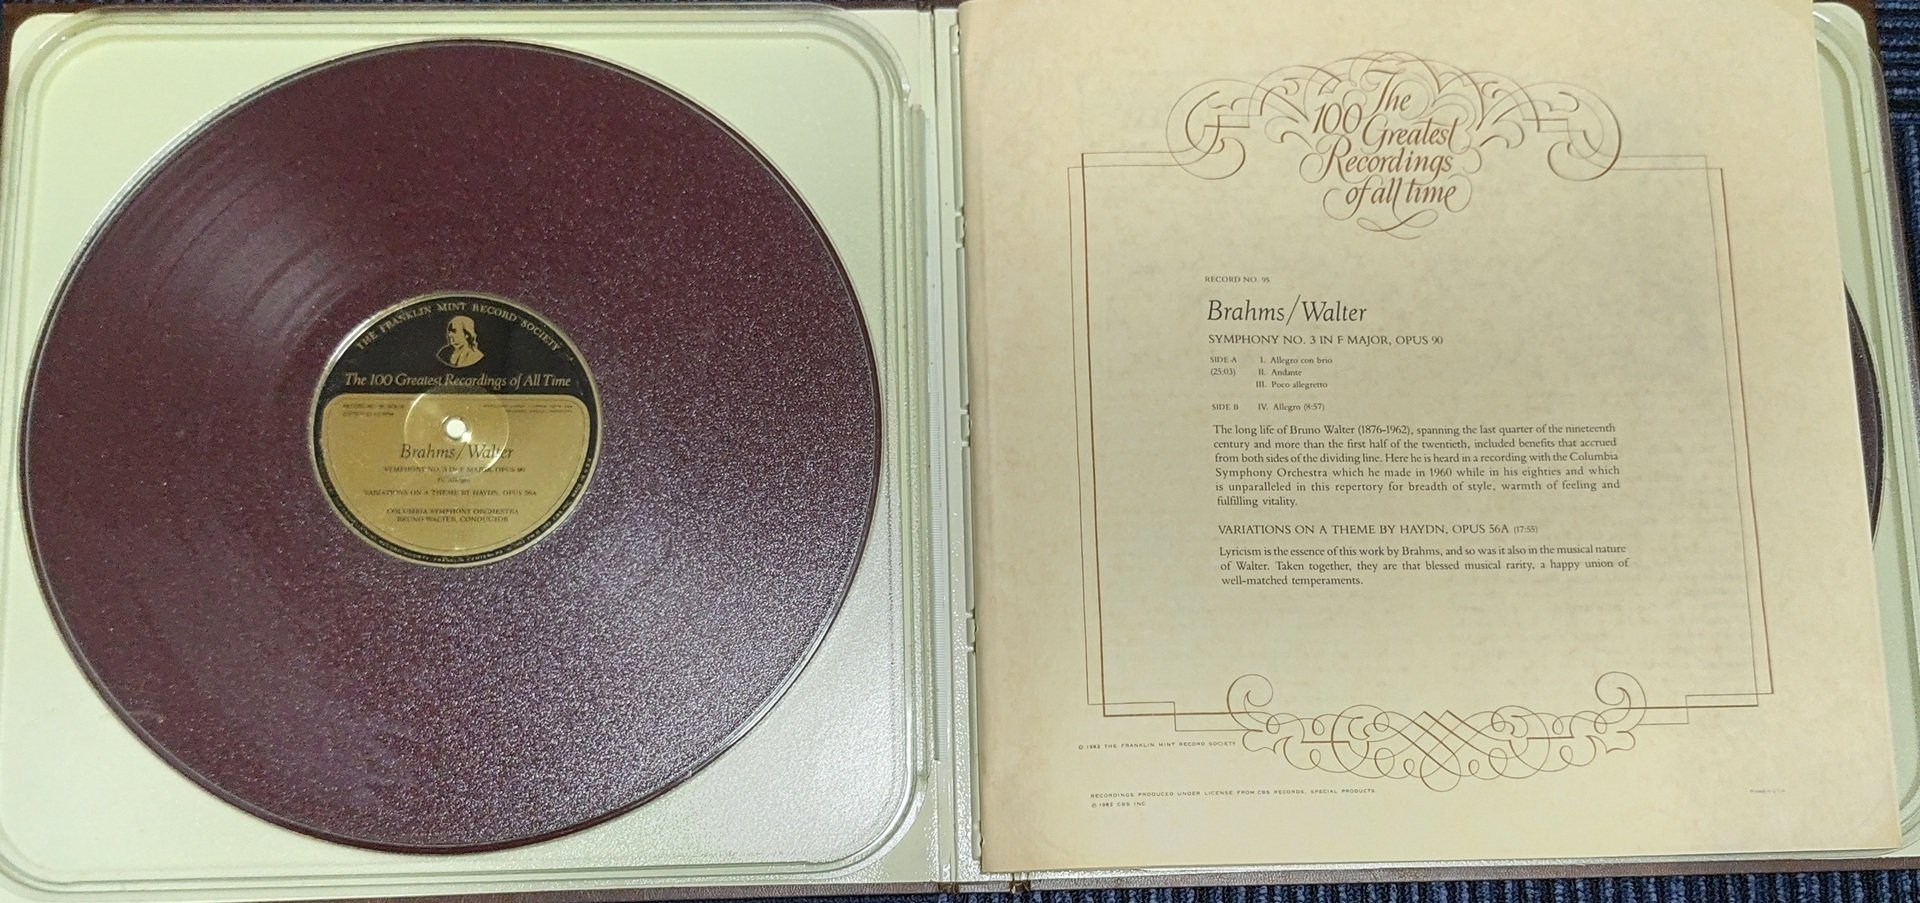 THE FRANKLIN MINT RECORD SOCIETY
The 100 Greatest Recordings of All Time
Brahms/Walter
SYMPHONY NO. 3 IN F MAJOR, OPUS 90
IV. Allegro
VARIATIONS ON A THEME BY HAYDN, OPUS 56A
COLUMBIA SYMPHONY ORCHESTRA
BRUNO WALTER, CONDUCTOR
The
100 Greatest
Recordings
of all time
RECORD NO. 95
Brahms/Walter
SYMPHONY NO. 3 IN F MAJOR, OPUS 90
SIDE A I. Allegro con brio
(25:03) II. Andante
III. Poco allegretto
SIDE B IV. Allegro (8:57)
The long life of Bruno Walter (1876-1962), spanning the last quarter of the nineteenth
century and more than the first half of the twentieth, included benefits that accrued
from both sides of the dividing line. Here he is heard in a recording with the Columbia
Symphony Orchestra which he made in 1960 while in his eighties and which
is unparalleled in this repertory for breadth of style, warmth of feeling and
fulfilling vitality.
VARIATIONS ON A THEME BY HAYDN, OPUS 56A (17:55)
Lyricism is the essence of this work by Brahms, and so was it also in the musical nature
of Walter. Taken together, they are that blessed musical rarity, a happy union of
well-matched temperaments.
© 1982 THE FRANKLIN MINT RECORD SOCIETY
RECORDINGS PRODUCED UNDER LICENSE FROM CBS RECORDS, SPECIAL PRODUCTS.
℗ 1982 CBS INC.